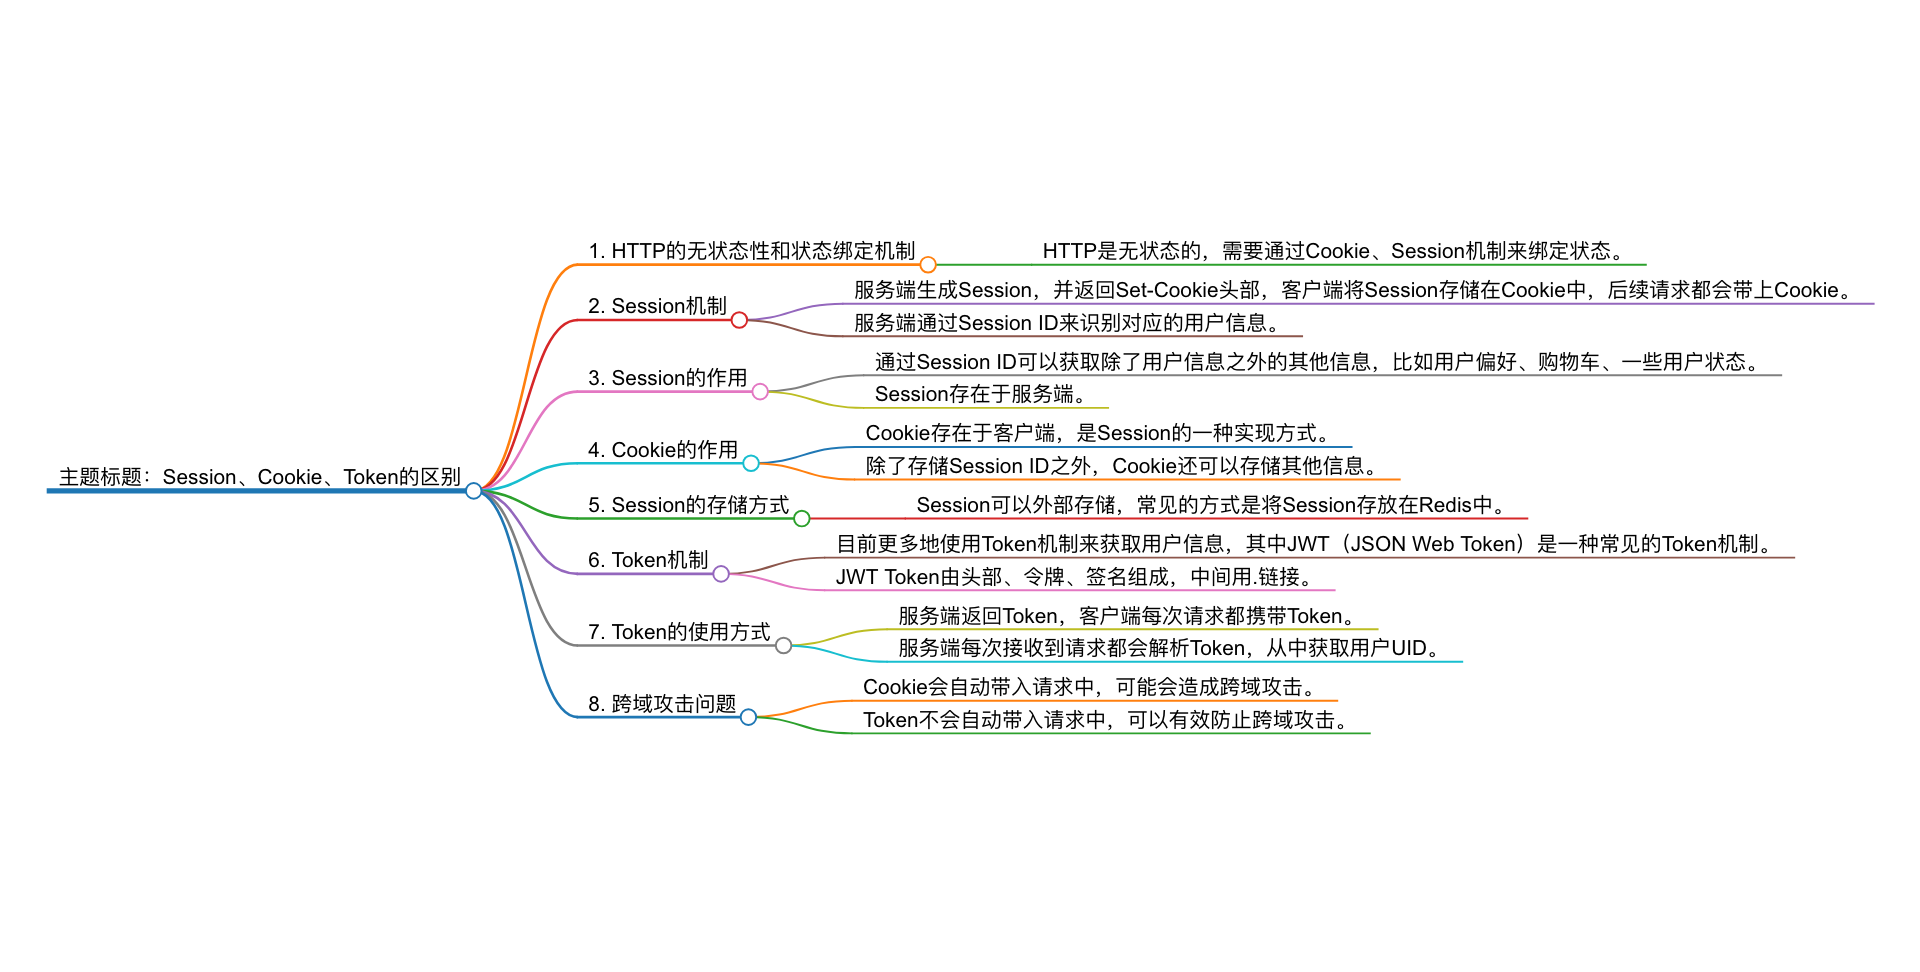 主题标题：Session、Cookie、Token的区别
1. HTTP的无状态性和状态绑定机制
HTTP是无状态的，需要通过Cookie、Session机制来绑定状态。
2. Session机制
服务端生成Session，并返回Set-Cookie头部，客户端将Session存储在Cookie中，后续请求都会带上Cookie。
服务端通过Session ID来识别对应的用户信息。
3. Session的作用
通过Session ID可以获取除了用户信息之外的其他信息，比如用户偏好、购物车、一些用户状态。
Session存在于服务端。
4. Cookie的作用
Cookie存在于客户端，是Session的一种实现方式。
除了存储Session ID之外，Cookie还可以存储其他信息。
5. Session的存储方式
Session可以外部存储，常见的方式是将Session存放在Redis中。
6. Token机制
目前更多地使用Token机制来获取用户信息，其中JWT（JSON Web Token）是一种常见的Token机制。
JWT Token由头部、令牌、签名组成，中间用.链接。
7. Token的使用方式
服务端返回Token，客户端每次请求都携带Token。
服务端每次接收到请求都会解析Token，从中获取用户UID。
8. 跨域攻击问题
Cookie会自动带入请求中，可能会造成跨域攻击。
Token不会自动带入请求中，可以有效防止跨域攻击。